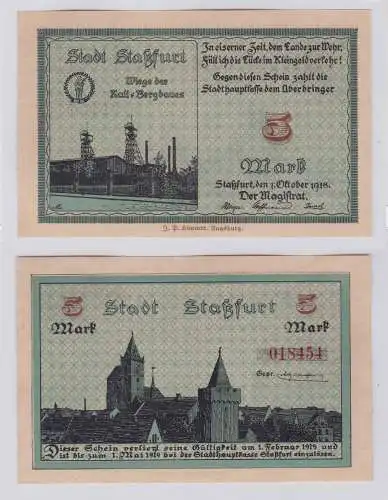 Stadt Staßfurt
Wiege des
Kali-Bergbaues
In eiserner Zeit, dem Lande zur Wehr,
Füll ich die Lücke im Kleingeldverkehr!
Gegen diesen Schein zahlt die
Stadthauptkasse dem Überbringer
5
Mark
Staßfurt, den 1. Oktober 1918.
Der Magistrat.
J. P. Himmer, Augsburg.
5 Stadt Staßfurt 5
Mark Mark
018454
Gepr.
Dieser Schein verliert seine Gültigkeit am 1. Februar 1919 und
ist bis zum 1. Mai 1919 bei der Stadthauptkasse Staßfurt einzulösen.